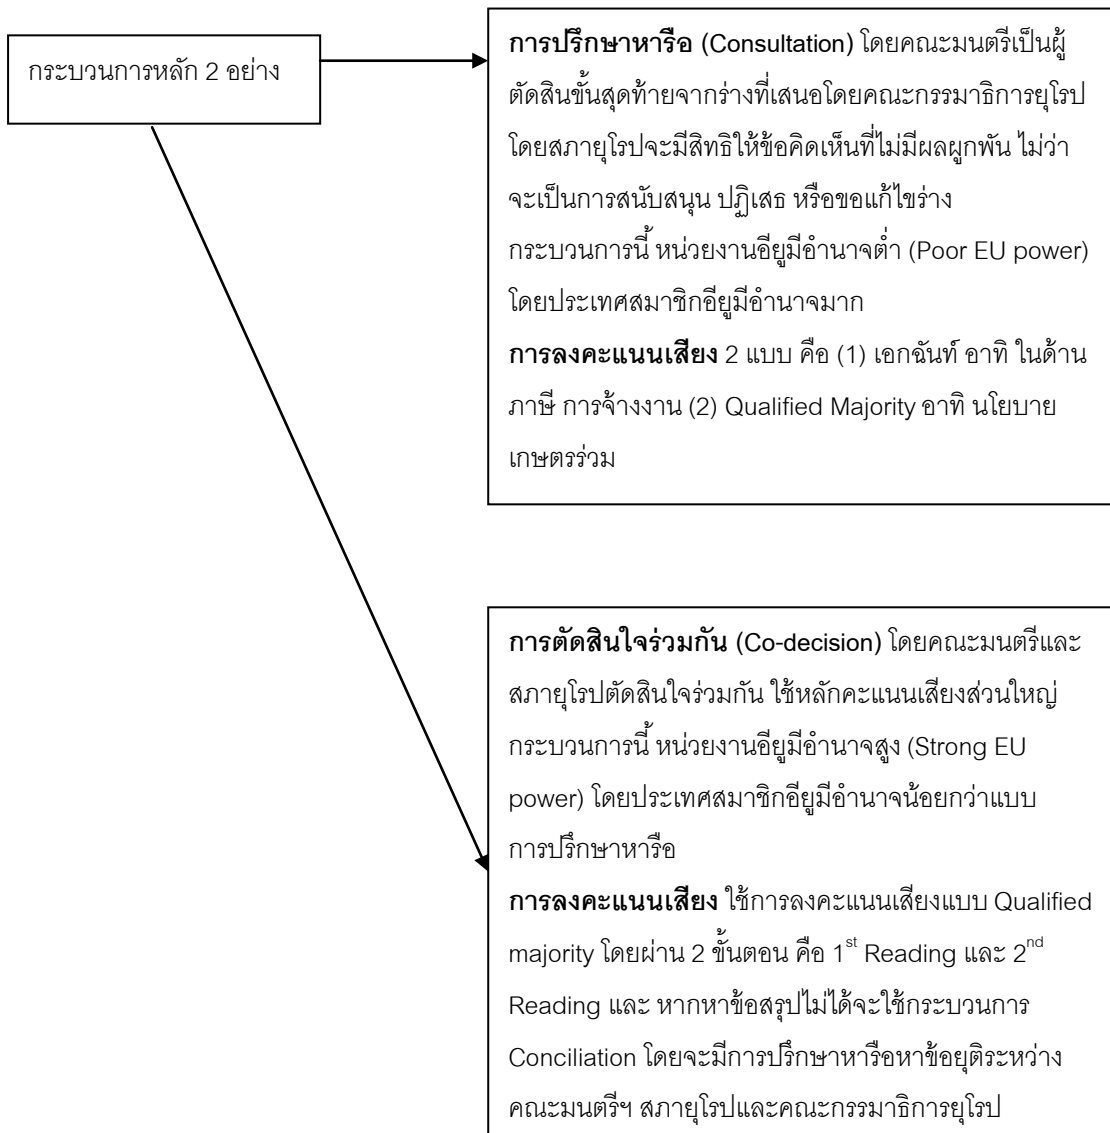 กระบวนการหลัก 2 อย่าง
การปรึกษาหารือ (Consultation) โดยคณะมนตรีเป็นผู้
ตัดสินขั้นสุดท้ายจากร่างที่เสนอโดยคณะกรรมาธิการยุโรป
โดยสภายุโรปจะมีสิทธิให้ข้อคิดเห็นที่ไม่มีผลผูกพัน ไม่ว่า
จะเป็นการสนับสนุน ปฏิเสธ หรือขอแก้ไขร่าง
กระบวนการนี้ หน่วยงานอียูมีอำนาจต่ำ (Poor EU power)
โดยประเทศสมาชิกอียูมีอำนาจมาก
การลงคะแนนเสียง 2 แบบ คือ (1) เอกฉันท์ อาทิ ในด้าน
ภาษี การจ้างงาน (2) Qualified Majority อาทิ นโยบาย
เกษตรร่วม
การตัดสินใจร่วมกัน (Co-decision) โดยคณะมนตรีและ
สภายุโรปตัดสินใจร่วมกัน ใช้หลักคะแนนเสียงส่วนใหญ่
กระบวนการนี้ หน่วยงานอียูมีอำนาจสูง (Strong EU
power) โดยประเทศสมาชิกอียูมีอำนาจน้อยกว่าแบบ
การปรึกษาหารือ
การลงคะแนนเสียง ใช้การลงคะแนนเสียงแบบ Qualified
majority โดยผ่าน 2 ขั้นตอน คือ 1st Reading และ 2nd
Reading และ หากหาข้อสรุปไม่ได้จะใช้กระบวนการ
Conciliation โดยจะมีการปรึกษาหารือหาข้อยุติระหว่าง
คณะมนตรีฯ สภายุโรปและคณะกรรมาธิการยุโรป